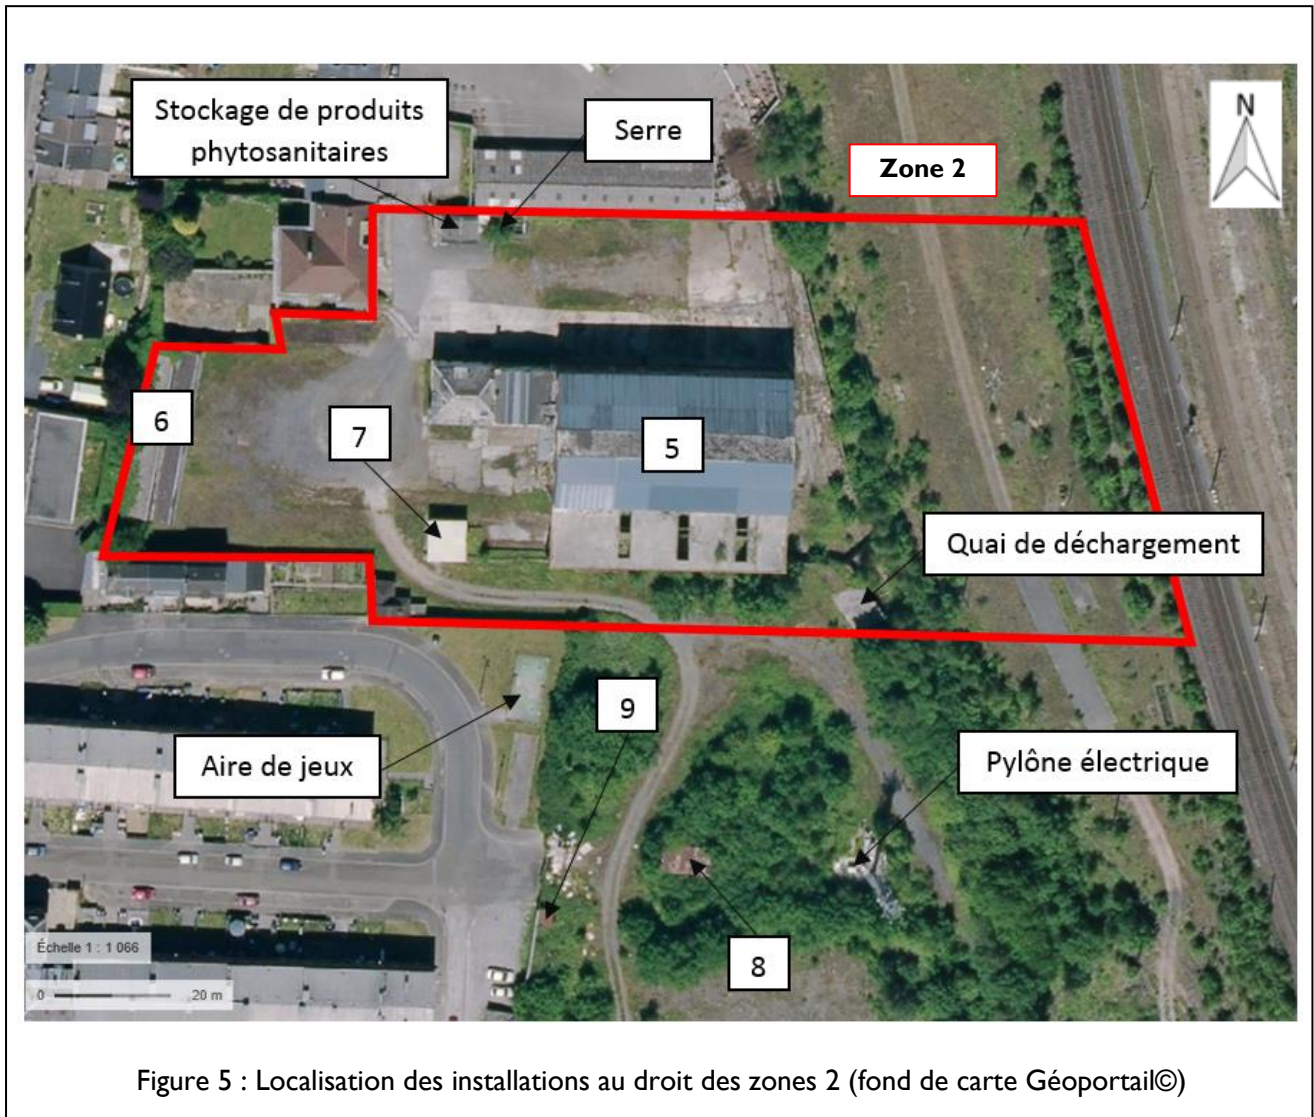 Stockage de produits
phytosanitaires
Serre
Zone 2
N
6
7
5
Quai de déchargement
9
Aire de jeux
Pylône électrique
8
Échelle 1 : 1 066
0 20 m
Figure 5 : Localisation des installations au droit des zones 2 (fond de carte Géoportail©)